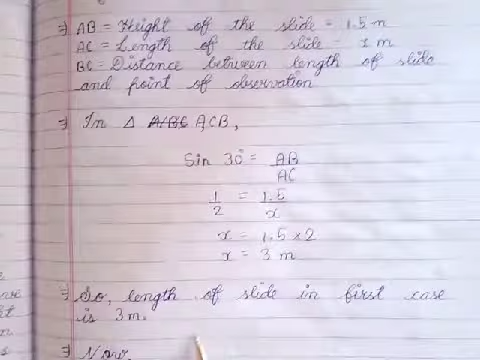 ⇒ AB = Height of the slide = 1.5 m
AC = Length of the slide = x m
BC = Distance between length of slide
and point of observation
⇒ In Δ ACB,
Sin 30° = AB
AC
1 = 1.5
2 x
x = 1.5 × 2
x = 3 m
⇒ So, length of slide in first case
is 3 m.
⇒ Now,